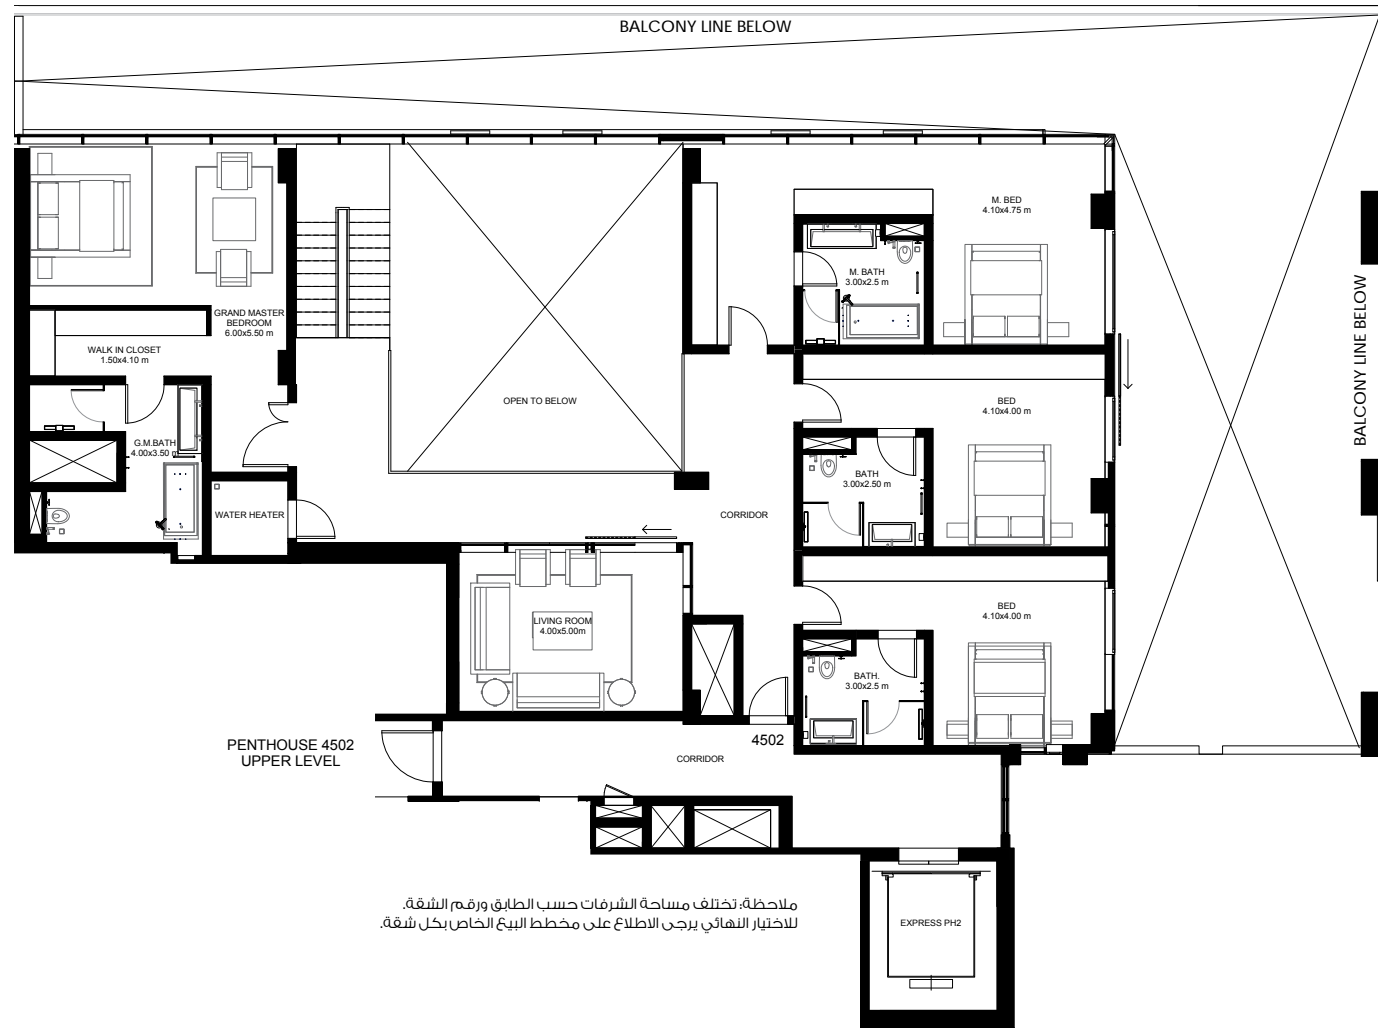 BALCONY LINE BELOW
M. BED
4.10x4.75 m
M. BATH
3.00x2.5 m
GRAND MASTER
BEDROOM
6.00x5.50 m
WALK IN CLOSET
1.50x4.10 m
OPEN TO BELOW
BED
4.10x4.00 m
BALCONY LINE BELOW
G.M.BATH
4.00x3.50 m
BATH
3.00x2.50 m
WATER HEATER
CORRIDOR
LIVING ROOM
4.00x5.00m
BED
4.10x4.00 m
BATH.
3.00x2.5 m
PENTHOUSE 4502
UPPER LEVEL
4502
CORRIDOR
ملاحظة: تختلف مساحة الشرفات حسب الطابق ورقم الشقة.
للاختيار النهائي يرجى الاطلاع على مخطط البيع الخاص بكل شقة.
EXPRESS PH2